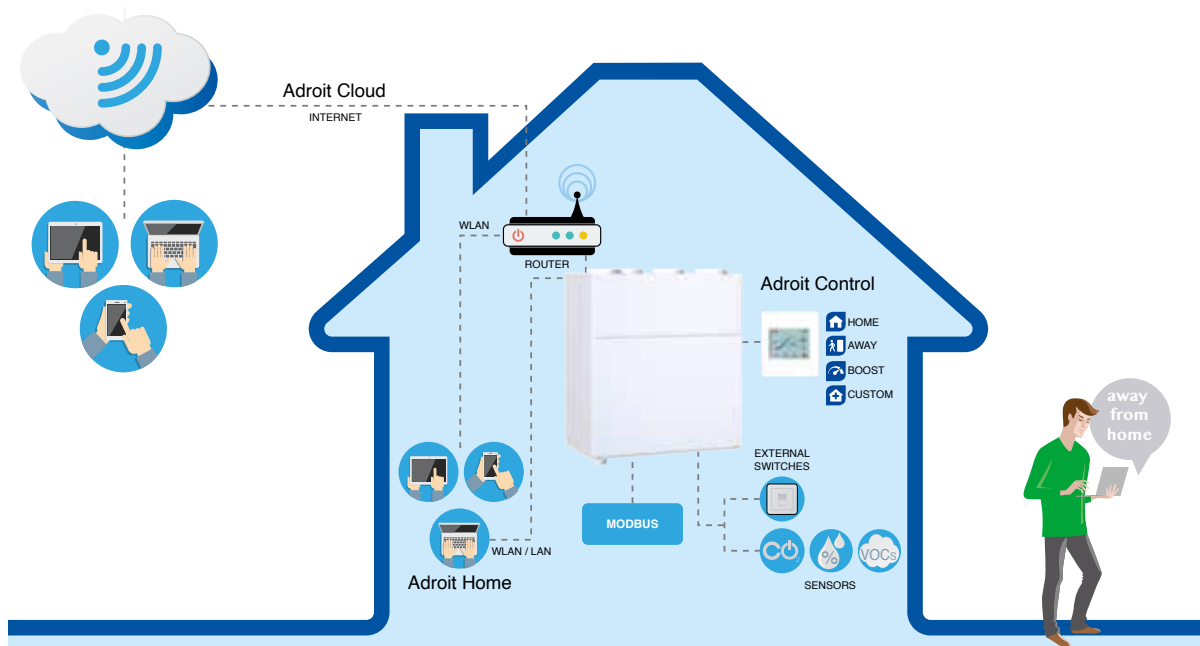 Adroit Cloud
INTERNET
WLAN
ROUTER
Adroit Control
HOME
AWAY
BOOST
CUSTOM
away
from
home
EXTERNAL
SWITCHES
MODBUS
CO2
%
VOCs
WLAN / LAN
SENSORS
Adroit Home